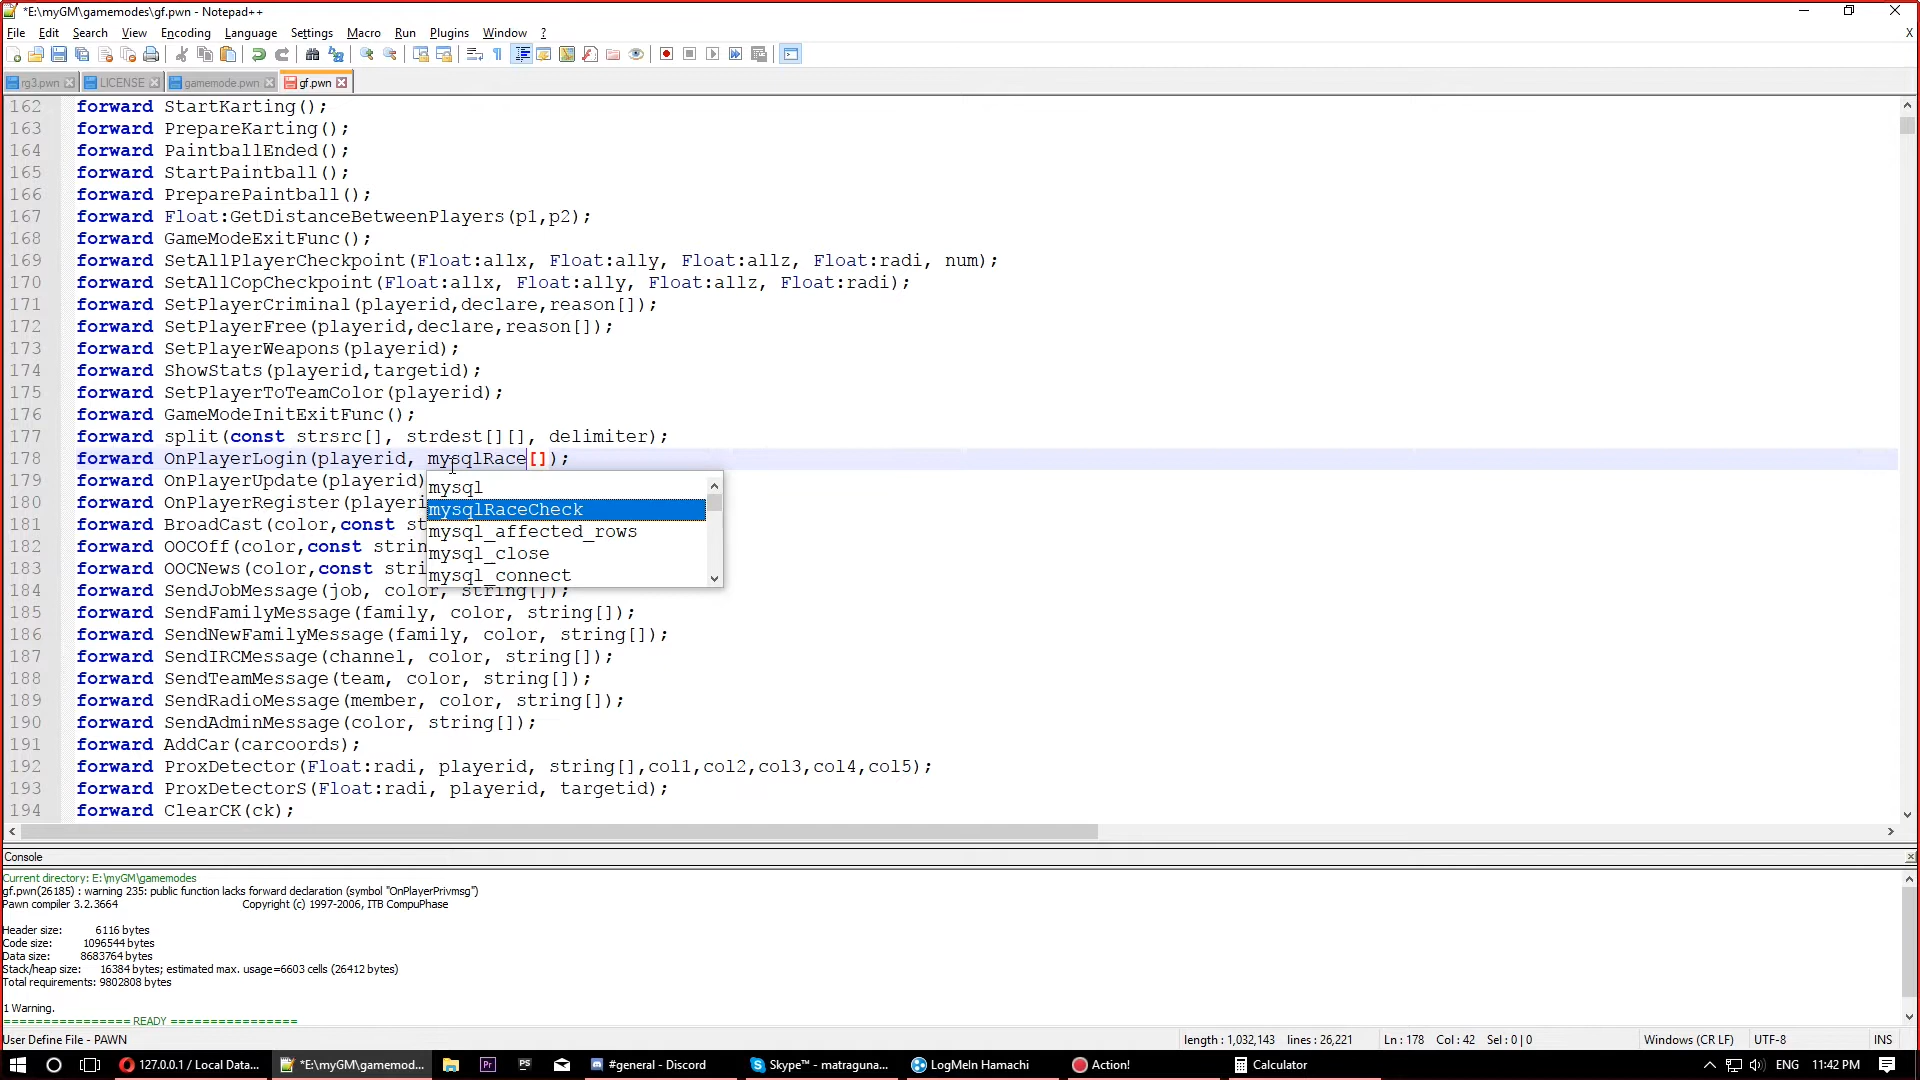 *E:\myGM\gamemodes\gf.pwn - Notepad++
File Edit Search View Encoding Language Settings Macro Run Plugins Window ? X
rg3.pwn LICENSE gamemode.pwn gf.pwn
162 forward StartKarting();
163 forward PrepareKarting();
164 forward PaintballEnded();
165 forward StartPaintball();
166 forward PreparePaintball();
167 forward Float:GetDistanceBetweenPlayers(p1,p2);
168 forward GameModeExitFunc();
169 forward SetAllPlayerCheckpoint(Float:allx, Float:ally, Float:allz, Float:radi, num);
170 forward SetAllCopCheckpoint(Float:allx, Float:ally, Float:allz, Float:radi);
171 forward SetPlayerCriminal(playerid,declare,reason[]);
172 forward SetPlayerFree(playerid,declare,reason[]);
173 forward SetPlayerWeapons(playerid);
174 forward ShowStats(playerid,targetid);
175 forward SetPlayerToTeamColor(playerid);
176 forward GameModeInitExitFunc();
177 forward split(const strsrc[], strdest[][], delimiter);
178 forward OnPlayerLogin(playerid, mysqlRace[]);
179 forward OnPlayerUpdate(playerid)
mysql
180 forward OnPlayerRegister(playeri
mysqlRaceCheck
181 forward BroadCast(color,const st
mysql_affected_rows
182 forward OOCOff(color,const strin
mysql_close
183 forward OOCNews(color,const stri
mysql_connect
184 forward SendJobMessage(job, color, string[]);
185 forward SendFamilyMessage(family, color, string[]);
186 forward SendNewFamilyMessage(family, color, string[]);
187 forward SendIRCMessage(channel, color, string[]);
188 forward SendTeamMessage(team, color, string[]);
189 forward SendRadioMessage(member, color, string[]);
190 forward SendAdminMessage(color, string[]);
191 forward AddCar(carcoords);
192 forward ProxDetector(Float:radi, playerid, string[],col1,col2,col3,col4,col5);
193 forward ProxDetectorS(Float:radi, playerid, targetid);
194 forward ClearCK(ck);
Console
Current directory: E:\myGM\gamemodes
gf.pwn(26185) : warning 235: public function lacks forward declaration (symbol "OnPlayerPrivmsg")
Pawn compiler 3.2.3664 Copyright (c) 1997-2006, ITB CompuPhase
Header size: 6116 bytes
Code size: 1096544 bytes
Data size: 8683764 bytes
Stack/heap size: 16384 bytes; estimated max. usage=6603 cells (26412 bytes)
Total requirements: 9802808 bytes
1 Warning.
================ READY ================
User Define File - PAWN length : 1,032,143 lines : 26,221 Ln : 178 Col : 42 Sel : 0 | 0 Windows (CR LF) UTF-8 INS
127.0.0.1 / Local Data... *E:\myGM\gamemod... Pr PS #general - Discord Skype™ - matraguna... LogMeIn Hamachi Action! Calculator ENG 11:42 PM